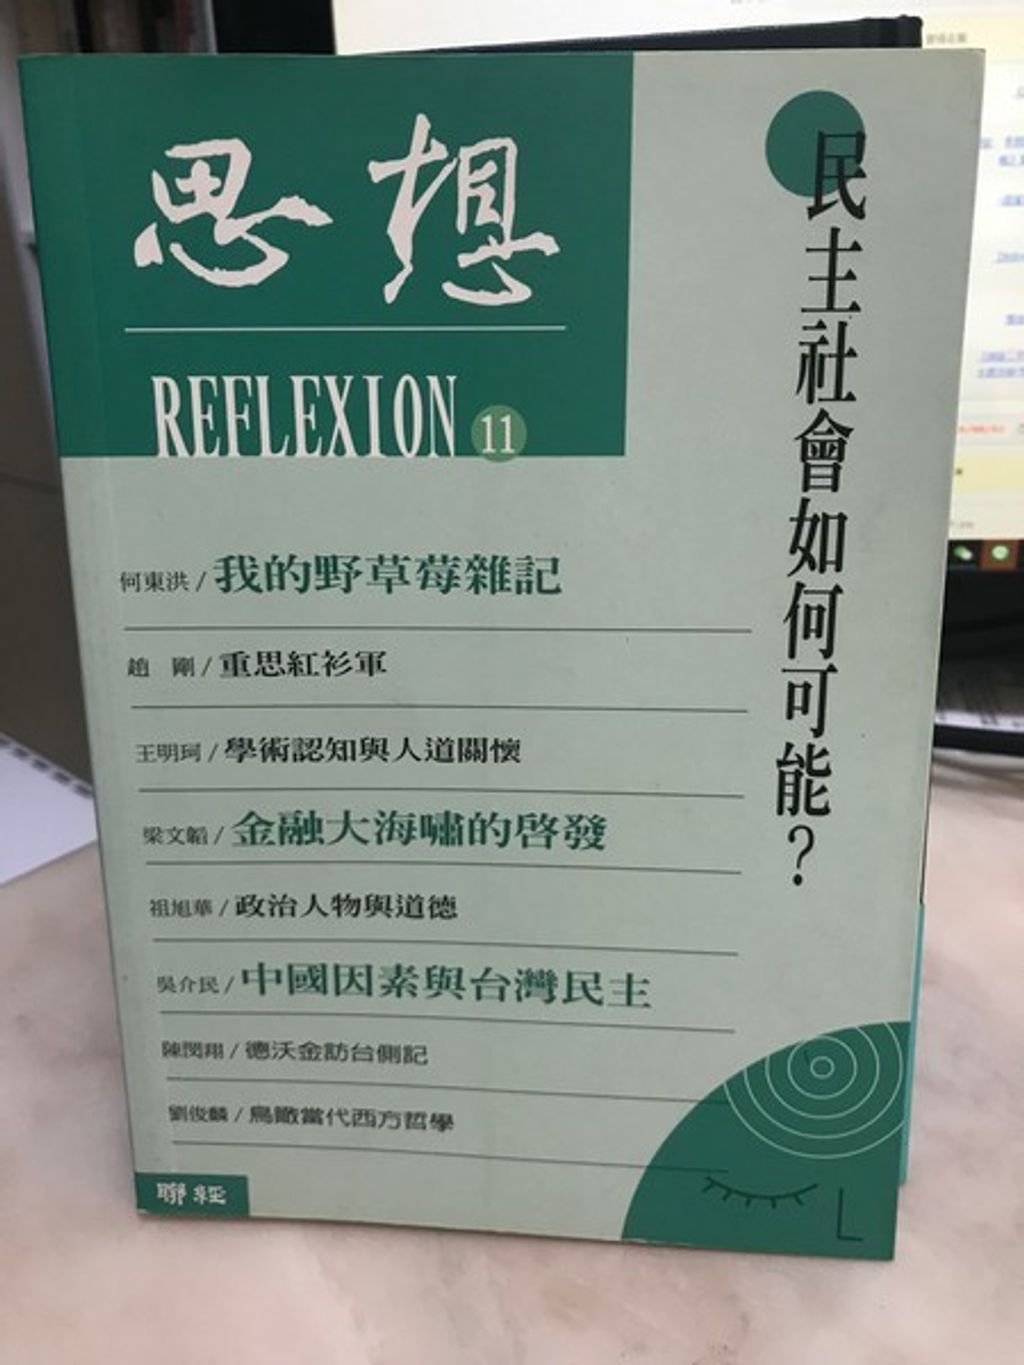 思想
REFLEXION 11
民主社會如何可能？
何東洪/我的野草莓雜記
趙 剛/重思紅衫軍
王明珂/學術認知與人道關懷
梁文韜/金融大海嘯的啓發
祖旭華/政治人物與道德
吳介民/中國因素與台灣民主
陳閔翔/德沃金訪台側記
劉俊麟/鳥瞰當代西方哲學
聯經